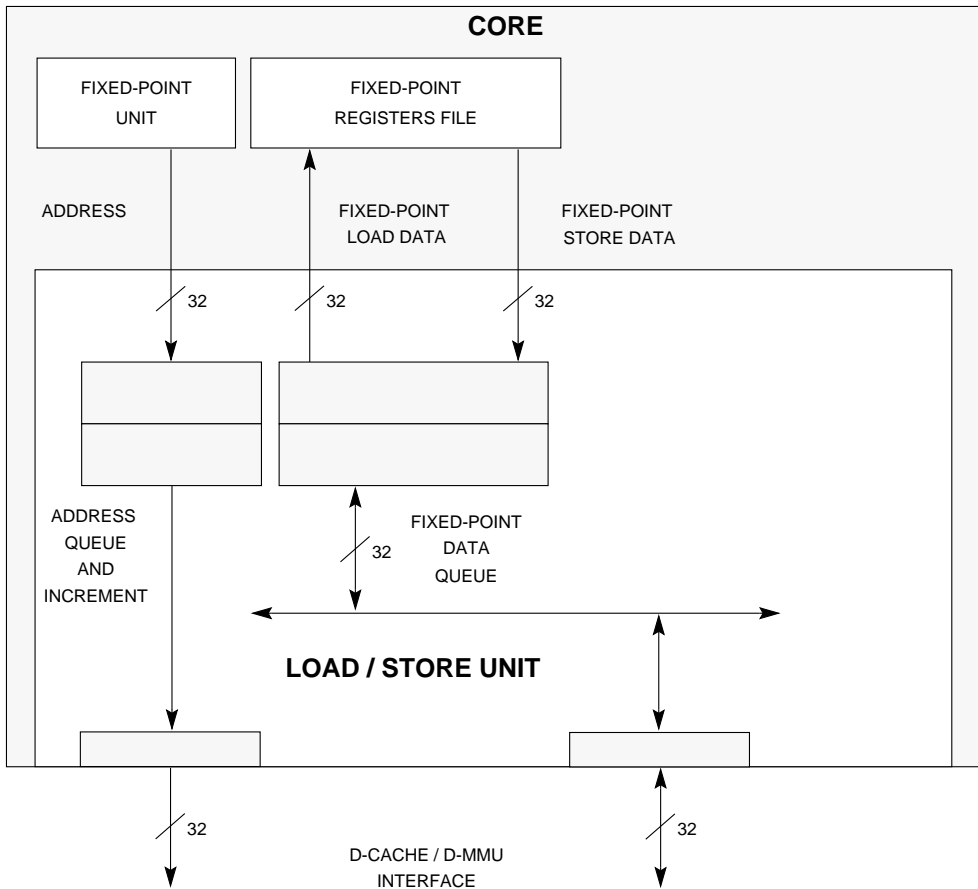 CORE
FIXED-POINT
UNIT
FIXED-POINT
REGISTERS FILE
ADDRESS
FIXED-POINT
LOAD DATA
FIXED-POINT
STORE DATA
32
32
32
ADDRESS
QUEUE
AND
INCREMENT
32
FIXED-POINT
DATA
QUEUE
LOAD / STORE UNIT
32
32
D-CACHE / D-MMU
INTERFACE